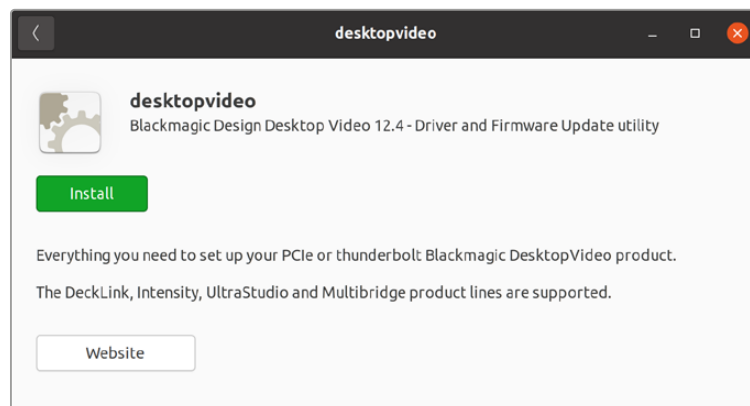 desktopvideo
desktopvideo
Blackmagic Design Desktop Video 12.4 - Driver and Firmware Update utility
Install
Everything you need to set up your PCIe or thunderbolt Blackmagic DesktopVideo product.
The DeckLink, Intensity, UltraStudio and Multibridge product lines are supported.
Website